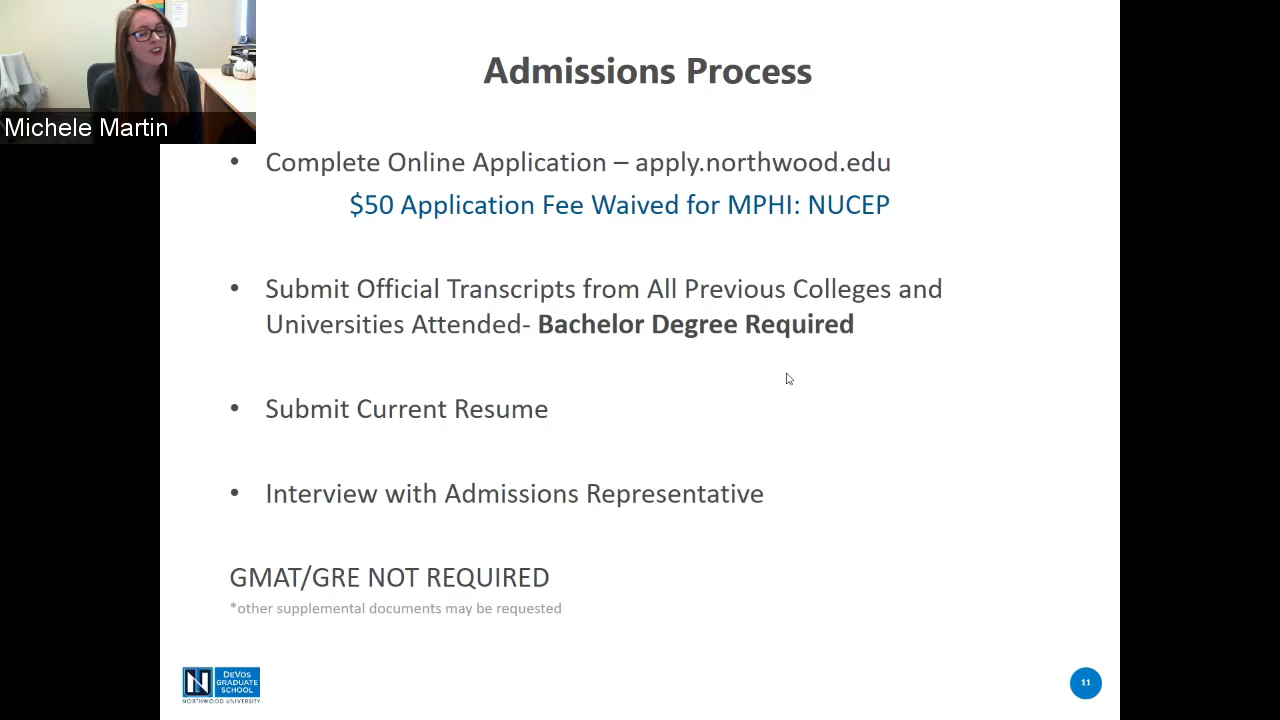 Michele Martin
Admissions Process
• Complete Online Application – apply.northwood.edu
$50 Application Fee Waived for MPHI: NUCEP
• Submit Official Transcripts from All Previous Colleges and
Universities Attended- Bachelor Degree Required
• Submit Current Resume
• Interview with Admissions Representative
GMAT/GRE NOT REQUIRED
*other supplemental documents may be requested
N
DeVos
GRADUATE
SCHOOL
NORTHWOOD UNIVERSITY
11